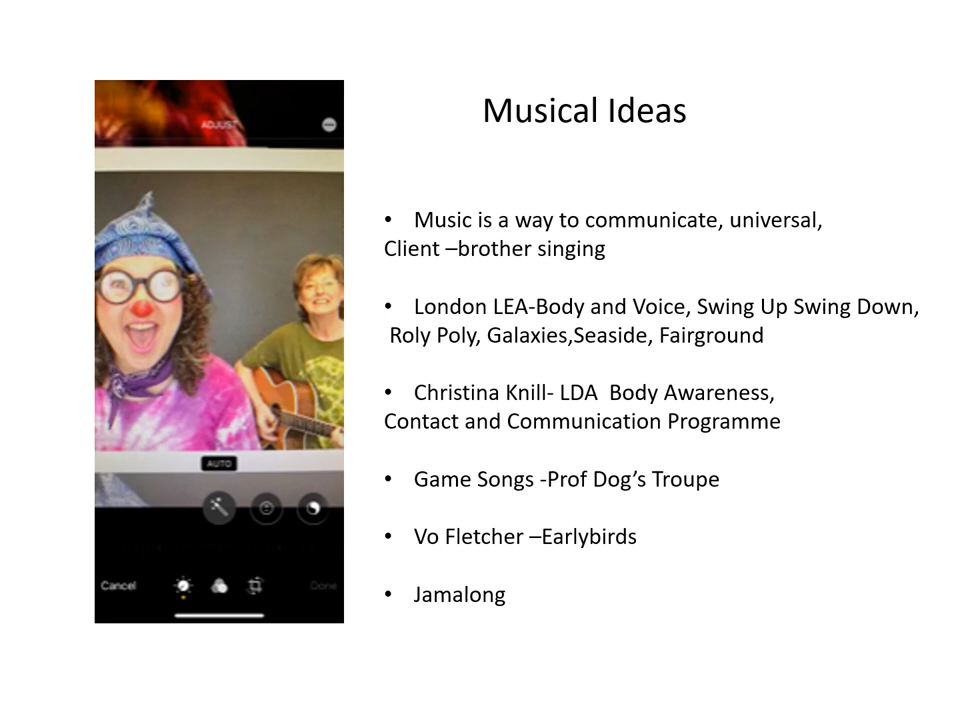 ADJUST
Musical Ideas
• Music is a way to communicate, universal,
Client –brother singing
• London LEA-Body and Voice, Swing Up Swing Down,
Roly Poly, Galaxies,Seaside, Fairground
• Christina Knill- LDA  Body Awareness,
Contact and Communication Programme
• Game Songs -Prof Dog’s Troupe
• Vo Fletcher –Earlybirds
• Jamalong
AUTO
Cancel
Done